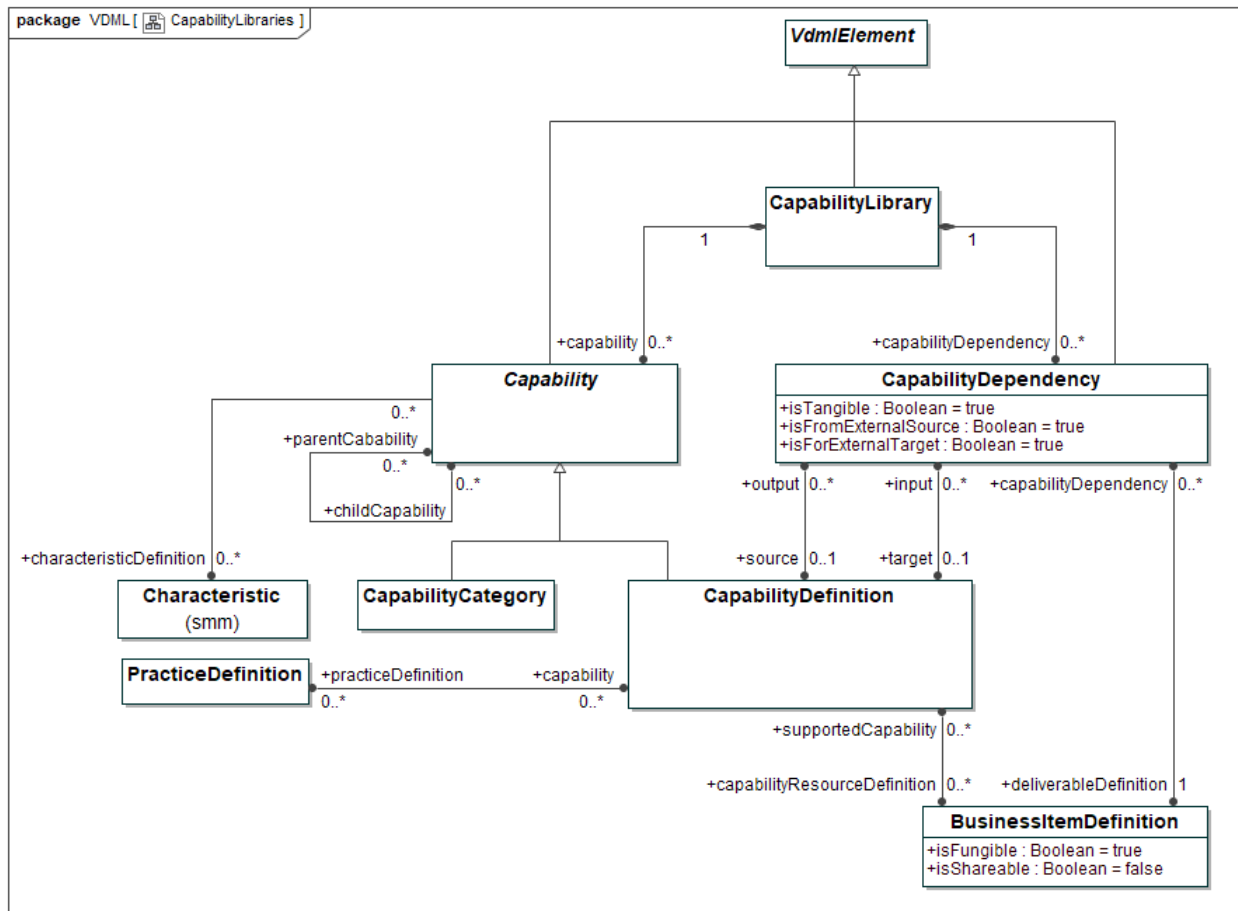 package VDML [ CapabilityLibraries ]
VdmlElement
CapabilityLibrary
1
1
+capability 0..*
+capabilityDependency 0..*
Capability
CapabilityDependency
+isTangible : Boolean = true
+isFromExternalSource : Boolean = true
+isForExternalTarget : Boolean = true
0..*
+parentCabability
0..*
0..*
+childCapability
+output 0..*
+input 0..*
+capabilityDependency 0..*
+characteristicDefinition 0..*
+source 0..1
+target 0..1
Characteristic
(smm)
CapabilityCategory
CapabilityDefinition
PracticeDefinition
+practiceDefinition
0..*
+capability
0..*
+supportedCapability 0..*
+capabilityResourceDefinition 0..*
+deliverableDefinition 1
BusinessItemDefinition
+isFungible : Boolean = true
+isShareable : Boolean = false